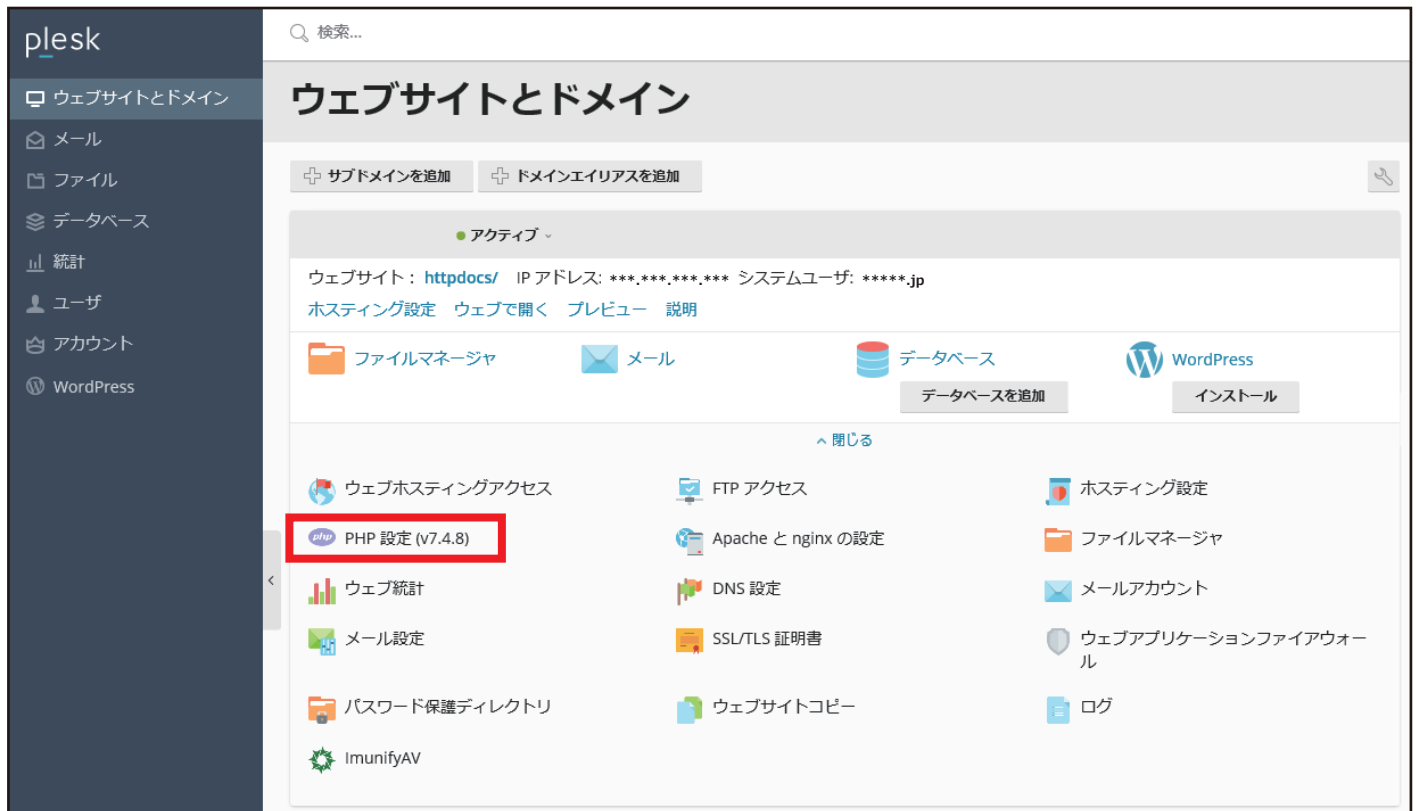 plesk
検索...
ウェブサイトとドメイン
メール
ファイル
データベース
統計
ユーザ
アカウント
WordPress
ウェブサイトとドメイン
サブドメインを追加 ドメインエイリアスを追加
アクティブ
ウェブサイト： httpdocs/ IP アドレス: ***.***.***.*** システムユーザ: *****.jp
ホスティング設定 ウェブで開く プレビュー 説明
ファイルマネージャ メール データベース WordPress
データベースを追加 インストール
閉じる
ウェブホスティングアクセス FTP アクセス ホスティング設定
php PHP 設定 (v7.4.8) Apache と nginx の設定 ファイルマネージャ
ウェブ統計 DNS 設定 メールアカウント
メール設定 SSL/TLS 証明書 ウェブアプリケーションファイアウォー
ル
パスワード保護ディレクトリ ウェブサイトコピー ログ
ImunifyAV